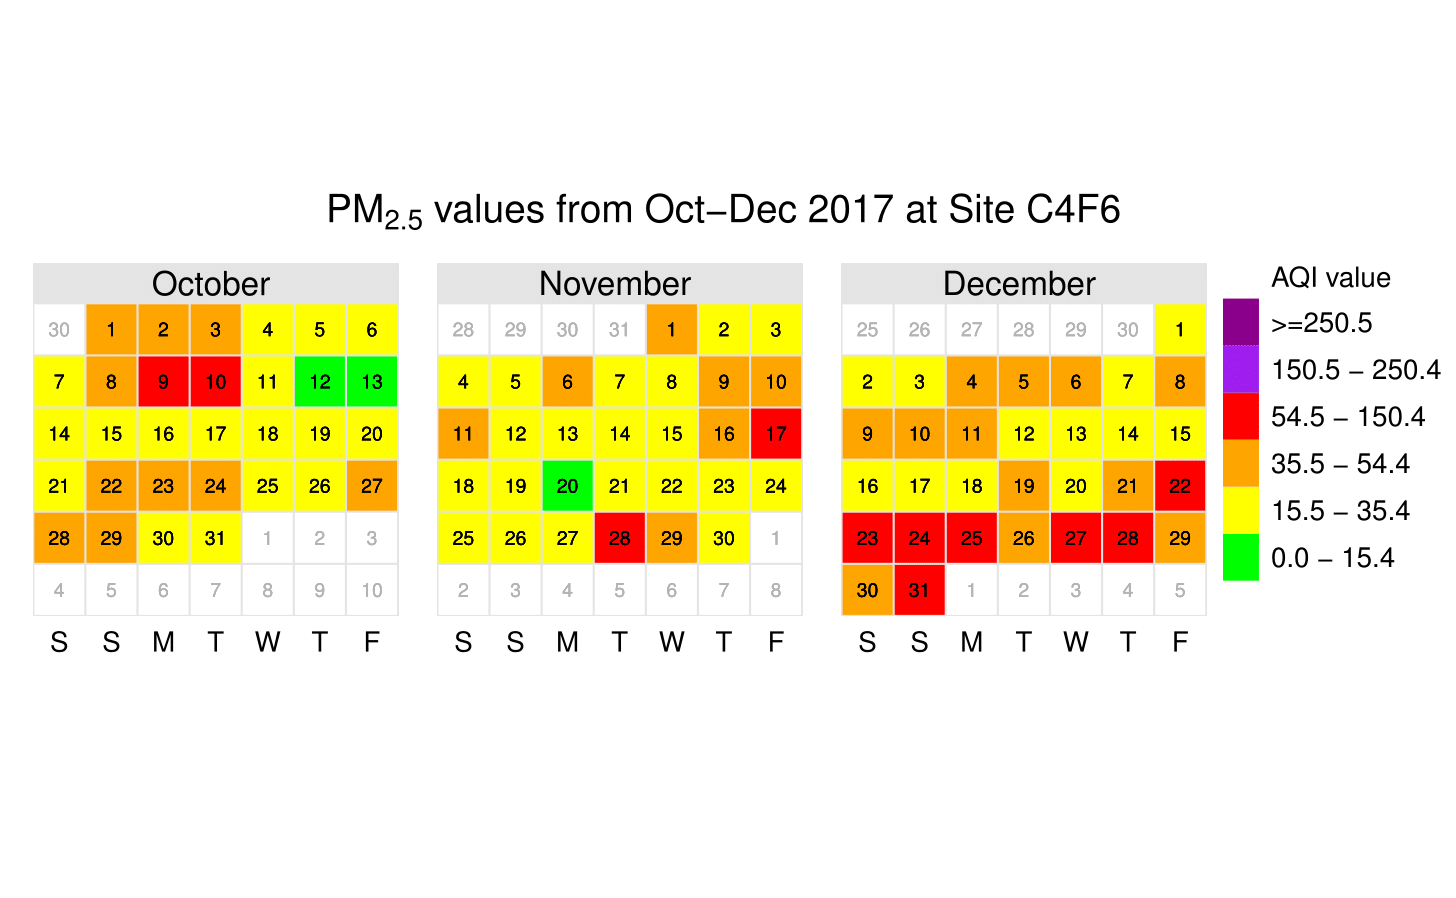 PM2.5 values from Oct−Dec 2017 at Site C4F6
October
30 1 2 3 4 5 6
7 8 9 10 11 12 13
14 15 16 17 18 19 20
21 22 23 24 25 26 27
28 29 30 31 1 2 3
4 5 6 7 8 9 10
S S M T W T F
November
28 29 30 31 1 2 3
4 5 6 7 8 9 10
11 12 13 14 15 16 17
18 19 20 21 22 23 24
25 26 27 28 29 30 1
2 3 4 5 6 7 8
S S M T W T F
December
25 26 27 28 29 30 1
2 3 4 5 6 7 8
9 10 11 12 13 14 15
16 17 18 19 20 21 22
23 24 25 26 27 28 29
30 31 1 2 3 4 5
S S M T W T F
AQI value
>=250.5
150.5 − 250.4
54.5 − 150.4
35.5 − 54.4
15.5 − 35.4
0.0 − 15.4